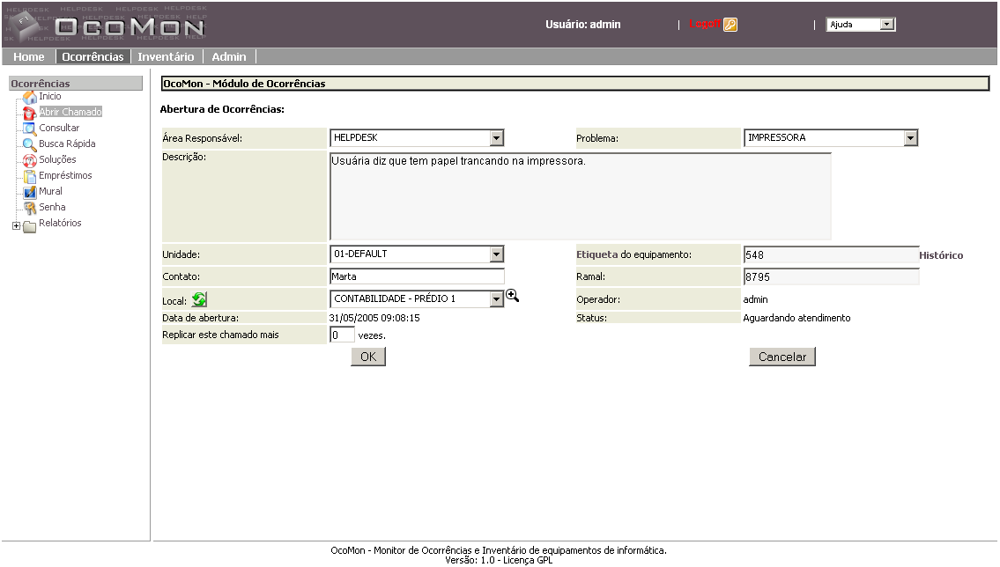 OcoMon
HELPDESK
Usuário: admin
|
Logoff
|
Ajuda
Home
Ocorrências
Inventário
Admin
Ocorrências
Inicio
Abrir Chamado
Consultar
Busca Rápida
Soluções
Empréstimos
Mural
Senha
Relatórios
OcoMon - Módulo de Ocorrências
Abertura de Ocorrências:
Área Responsável: HELPDESK Problema: IMPRESSORA
Descrição: Usuária diz que tem papel trancando na impressora.
Unidade: 01-DEFAULT Etiqueta do equipamento: 548 Histórico
Contato: Marta Ramal: 8795
Local: CONTABILIDADE - PRÉDIO 1 Operador: admin
Data de abertura: 31/05/2005 09:08:15 Status: Aguardando atendimento
Replicar este chamado mais 0 vezes.
OK Cancelar
OcoMon - Monitor de Ocorrências e Inventário de equipamentos de informática.
Versão: 1.0 - Licença GPL